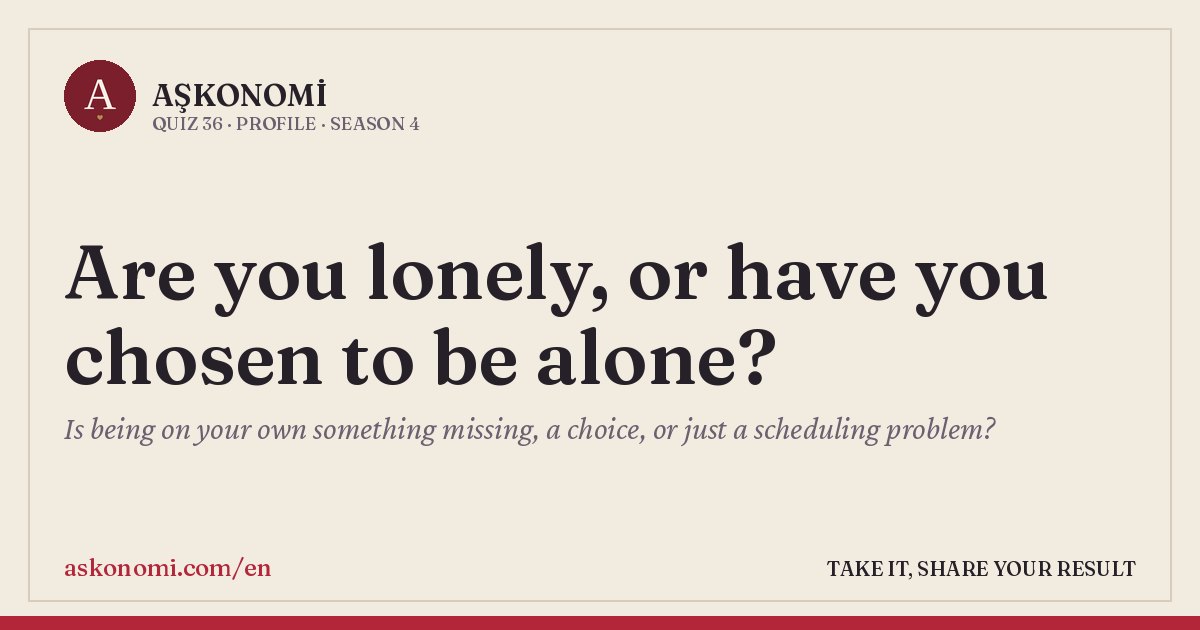 A
AŞKONOMİ
QUIZ 36 · PROFILE · SEASON 4
Are you lonely, or have you
chosen to be alone?
Is being on your own something missing, a choice, or just a scheduling problem?
askonomi.com/en
TAKE IT, SHARE YOUR RESULT